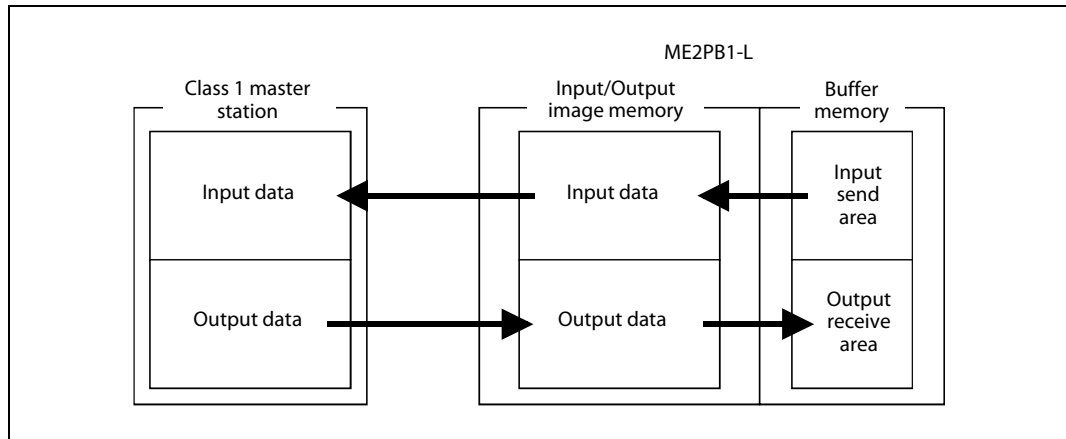 ME2PB1-L
Class 1 master
station
Input/Output
image memory
Buffer
memory
Input data
Input data
Input
send
area
Output data
Output data
Output
receive
area